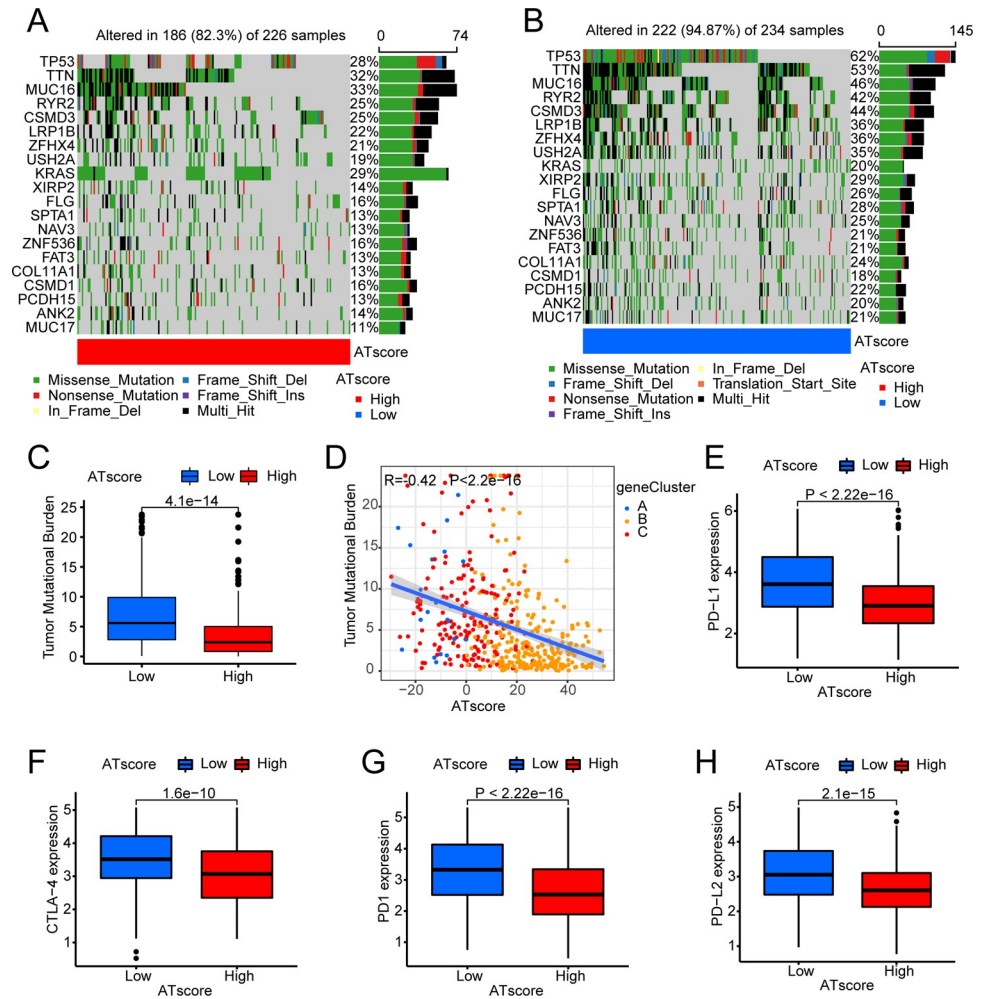 A
Altered in 186 (82.3%) of 226 samples
0 74
TP53 28%
TTN 32%
MUC16 33%
RYR2 25%
CSMD3 25%
LRP1B 22%
ZFHX4 21%
USH2A 19%
KRAS 29%
XIRP2 14%
FLG 16%
SPTA1 13%
NAV3 13%
ZNF536 16%
FAT3 13%
COL11A1 13%
CSMD1 16%
PCDH15 13%
ANK2 14%
MUC17 11%
ATscore
Missense_Mutation Frame_Shift_Del
Nonsense_Mutation Frame_Shift_Ins
In_Frame_Del Multi_Hit
ATscore
High
Low
B
Altered in 222 (94.87%) of 234 samples
0 145
TP53 62%
TTN 53%
MUC16 46%
RYR2 42%
CSMD3 44%
LRP1B 36%
ZFHX4 36%
USH2A 35%
KRAS 20%
XIRP2 29%
FLG 26%
SPTA1 28%
NAV3 25%
ZNF536 21%
FAT3 21%
COL11A1 24%
CSMD1 18%
PCDH15 22%
ANK2 20%
MUC17 21%
ATscore
Missense_Mutation In_Frame_Del
Frame_Shift_Del Translation_Start_Site
Nonsense_Mutation Multi_Hit
Frame_Shift_Ins
ATscore
High
Low
C
ATscore Low High
4.1e−14
Tumor Mutational Burden
25
20
15
10
5
0
Low High
ATscore
D
R=-0.42 P<2.2e−16
Tumor Mutational Burden
20
15
10
5
0
−20 0 20 40
ATscore
geneCluster
A
B
C
E
ATscore Low High
P < 2.22e−16
PD−L1 expression
6
4
2
Low High
ATscore
F
ATscore Low High
1.6e−10
CTLA−4 expression
5
4
3
2
1
Low High
ATscore
G
ATscore Low High
P < 2.22e−16
PD1 expression
5
4
3
2
1
Low High
ATscore
H
ATscore Low High
2.1e−15
PD−L2 expression
5
4
3
2
1
Low High
ATscore